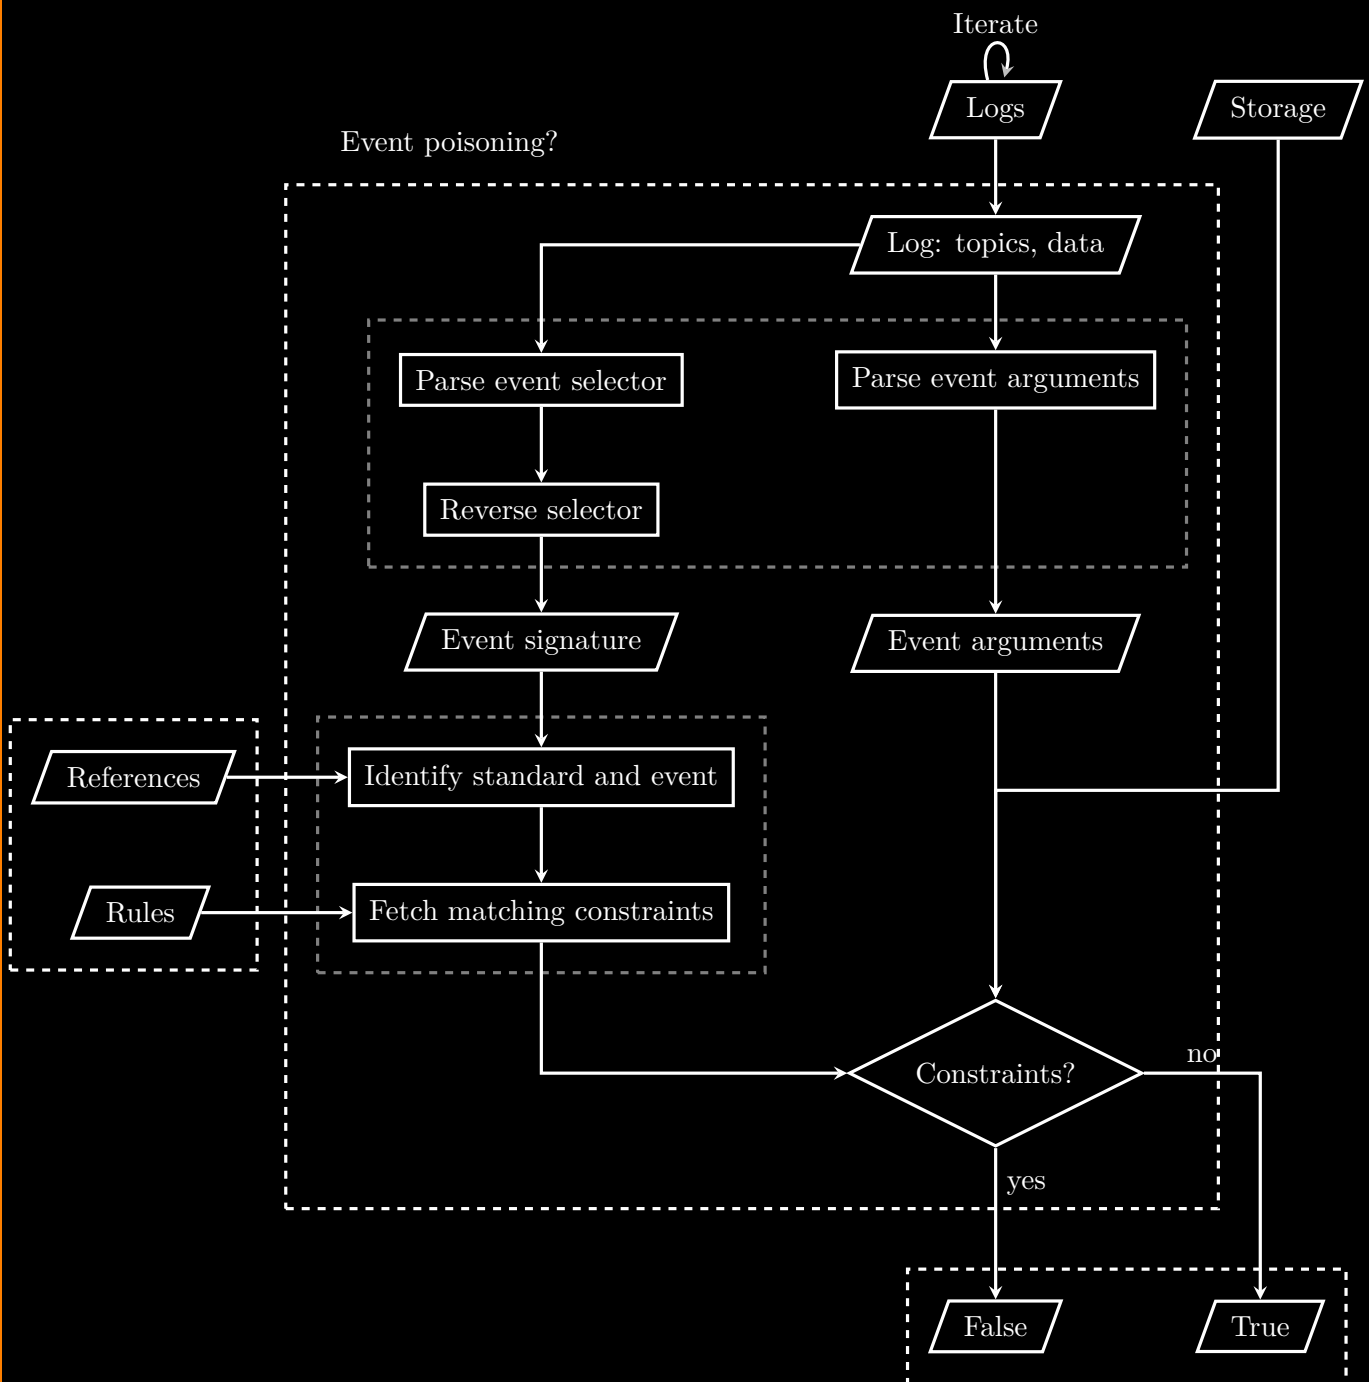 Iterate
Logs
Storage
Event poisoning?
Log: topics, data
Parse event selector
Parse event arguments
Reverse selector
Event signature
Event arguments
References
Identify standard and event
Rules
Fetch matching constraints
Constraints?
no
yes
False
True